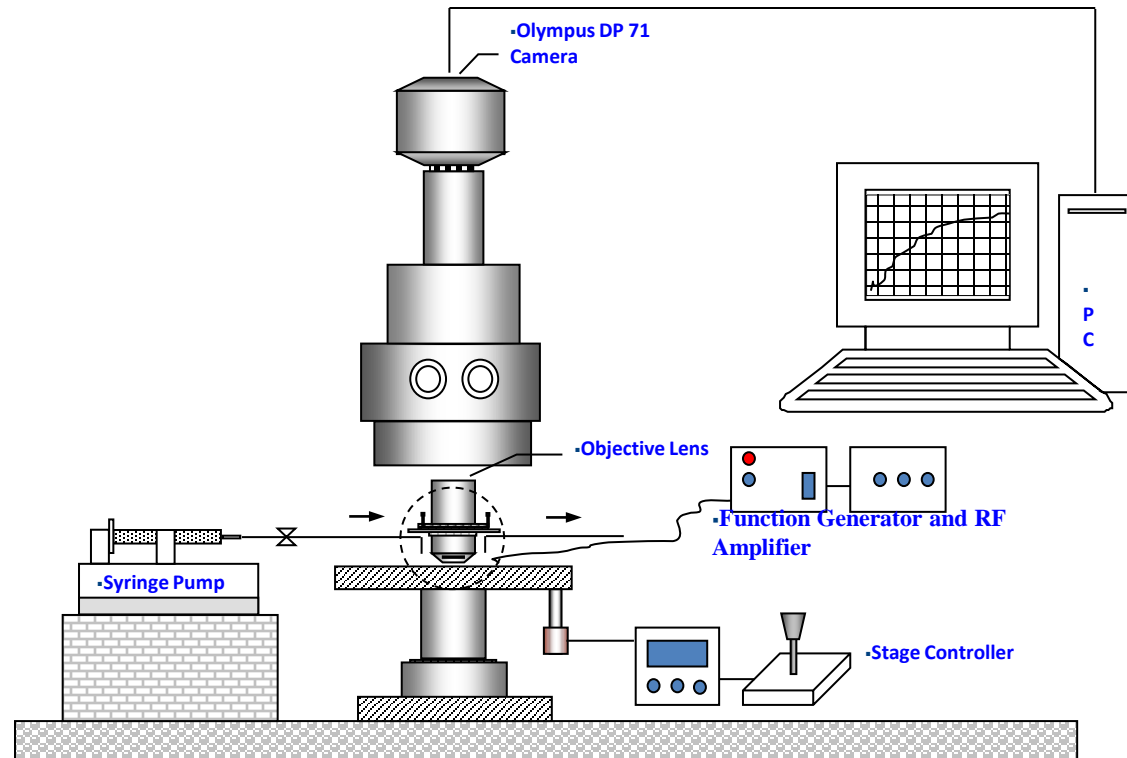 ▪Olympus DP 71
Camera
▪
P
C
▪Objective Lens
▪Function Generator and RF
Amplifier
▪Syringe Pump
▪Stage Controller